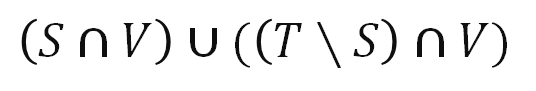 (S ∩ V) ∪ ((T \ S) ∩ V)